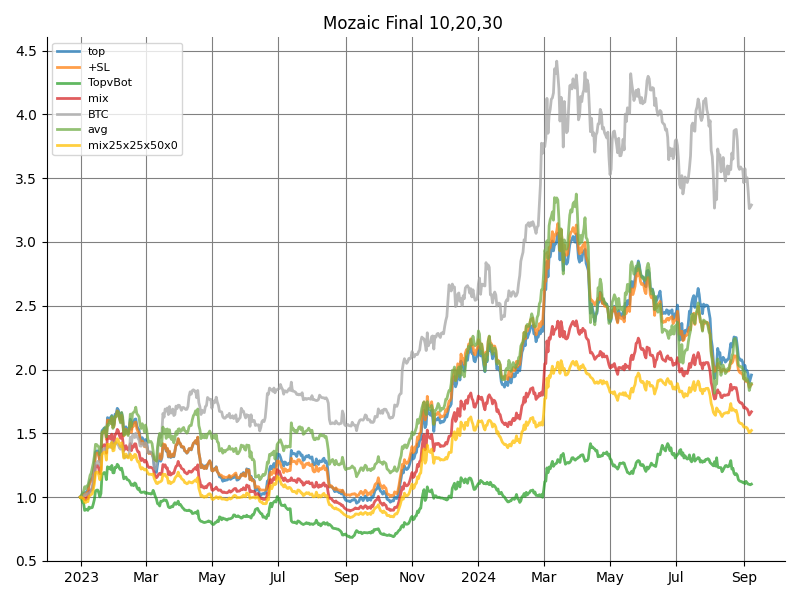 Mozaic Final 10,20,30
top
+SL
TopvBot
mix
BTC
avg
mix25x25x50x0
4.5
4.0
3.5
3.0
2.5
2.0
1.5
1.0
0.5
2023 Mar May Jul Sep Nov 2024 Mar May Jul Sep